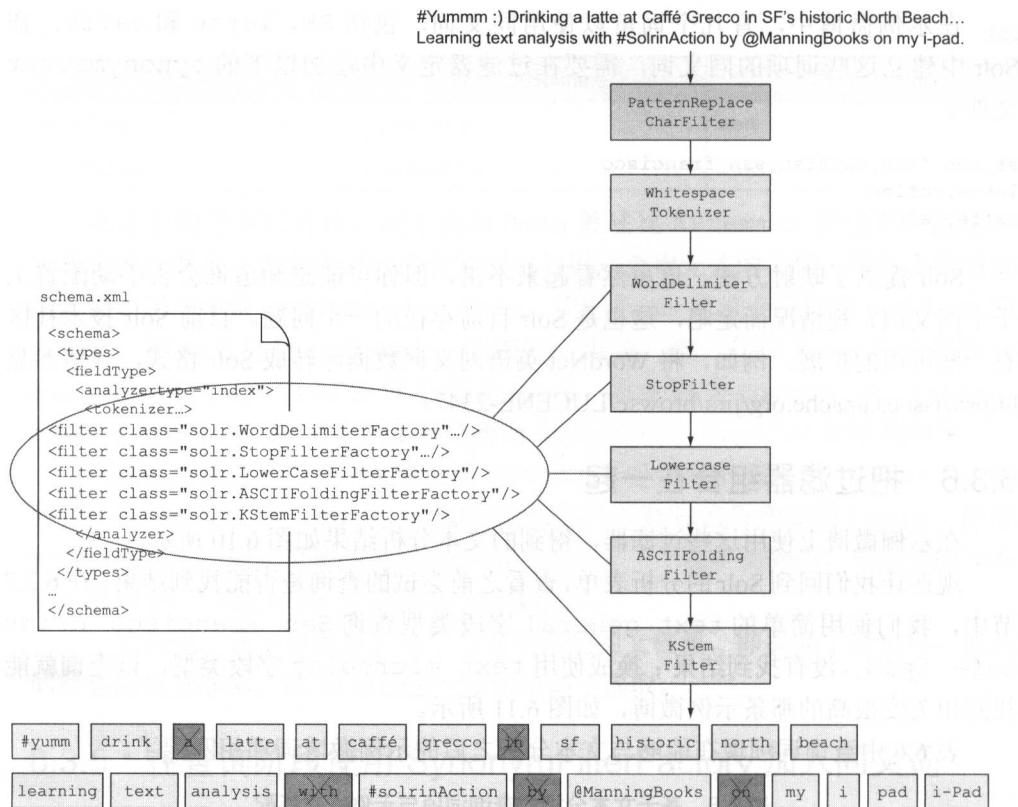 #Yummm :) Drinking a latte at Caffé Grecco in SF's historic North Beach…
Learning text analysis with #SolrinAction by @ManningBooks on my i-pad.
PatternReplace
CharFilter
Whitespace
Tokenizer
WordDelimiter
Filter
StopFilter
Lowercase
Filter
ASCIIFolding
Filter
KStem
Filter
schema.xml
<schema>
<types>
<fieldType>
<analyzertype="index">
<tokenizer…>
<filter class="solr.WordDelimiterFactory"…/>
<filter class="solr.StopFilterFactory"…/>
<filter class="solr.LowerCaseFilterFactory"/>
<filter class="solr.ASCIIFoldingFilterFactory"/>
<filter class="solr.KStemFilterFactory"/>
</analyzer>
</fieldType>
</types>
…
</schema>
#yumm drink a latte at caffé grecco in sf historic north beach
learning text analysis with #solrinAction by @ManningBooks on my i pad i-Pad